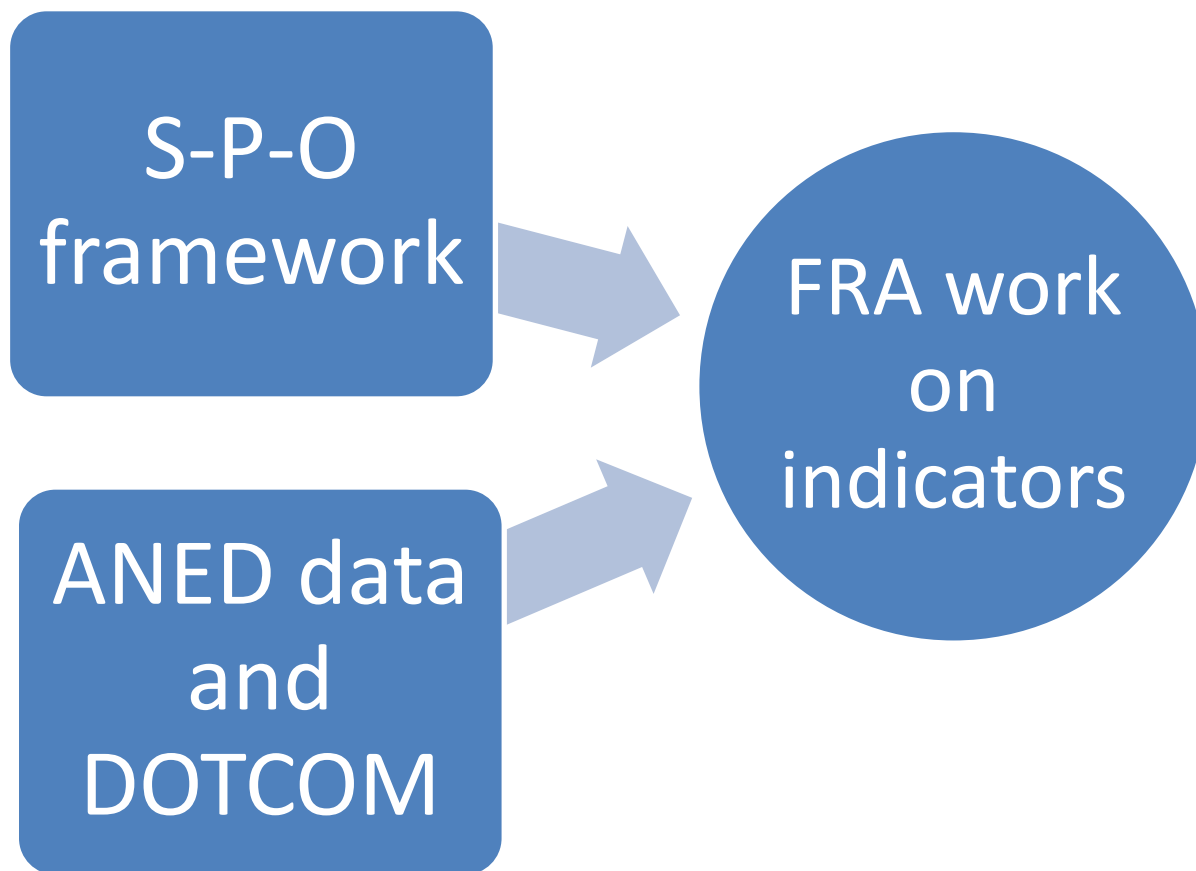 S-P-O
framework
FRA work
on
indicators
ANED data
and
DOTCOM